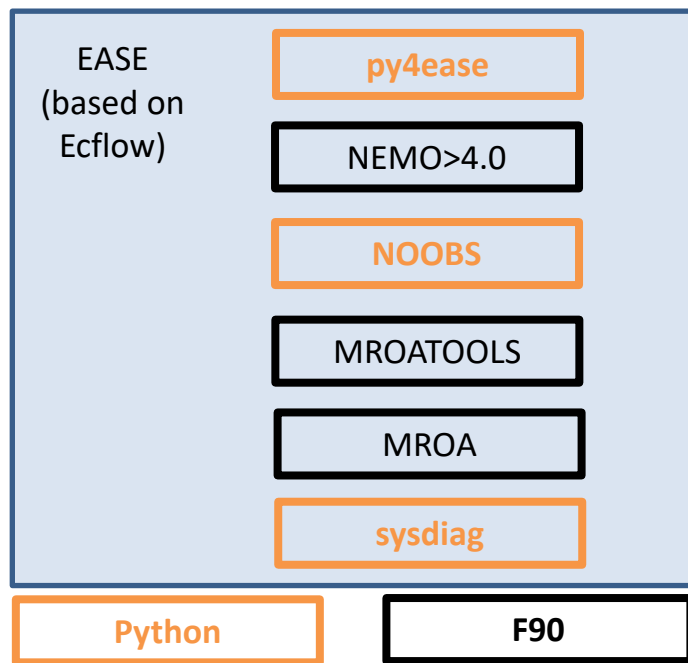 EASE
(based on
Ecflow)
py4ease
NEMO>4.0
NOOBS
MROATOOLS
MROA
sysdiag
Python
F90